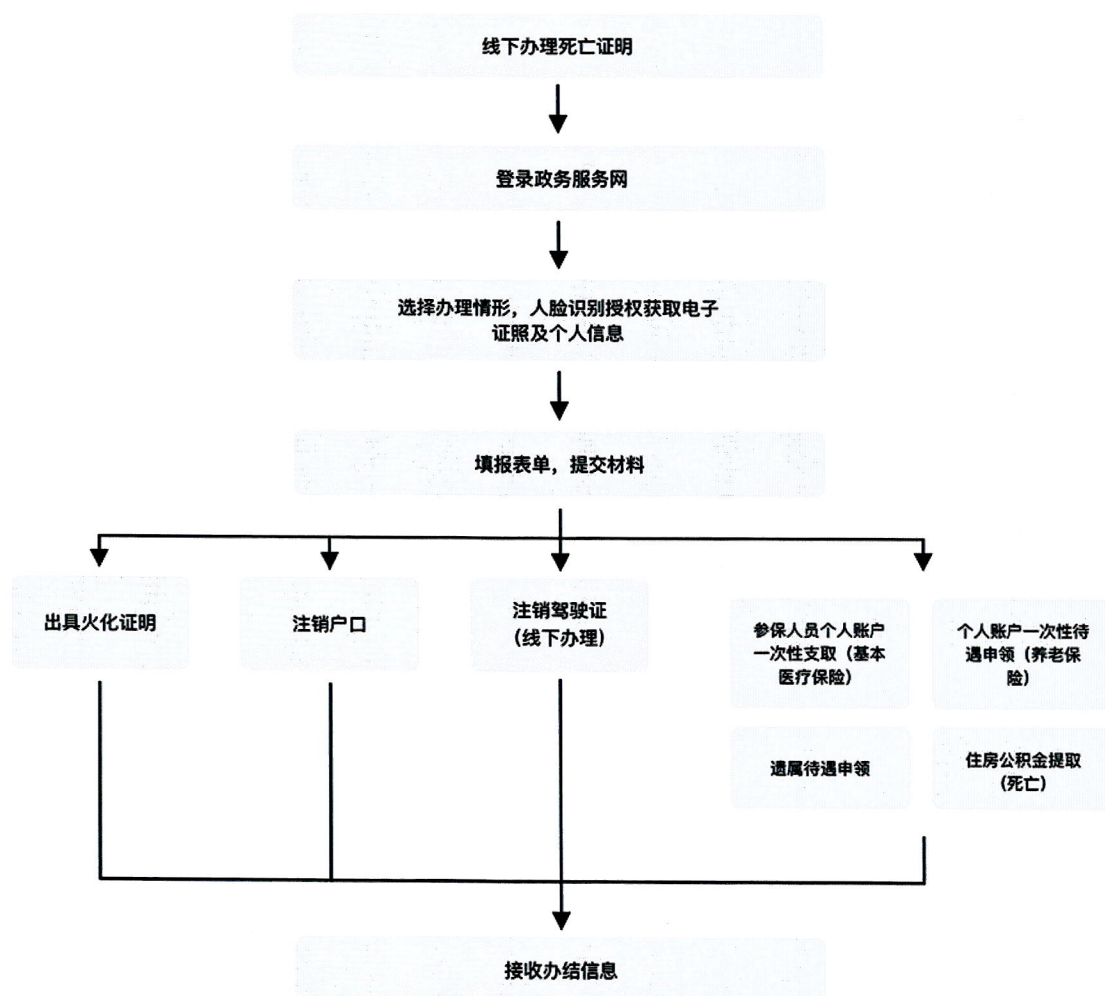 线下办理死亡证明
登录政务服务网
选择办理情形，人脸识别授权获取电子
证照及个人信息
填报表单，提交材料
出具火化证明
注销户口
注销驾驶证
（线下办理）
参保人员个人账户
一次性支取（基本
医疗保险）
个人账户一次性待
遇申领（养老保
险）
遗属待遇申领
住房公积金提取
（死亡）
接收办结信息